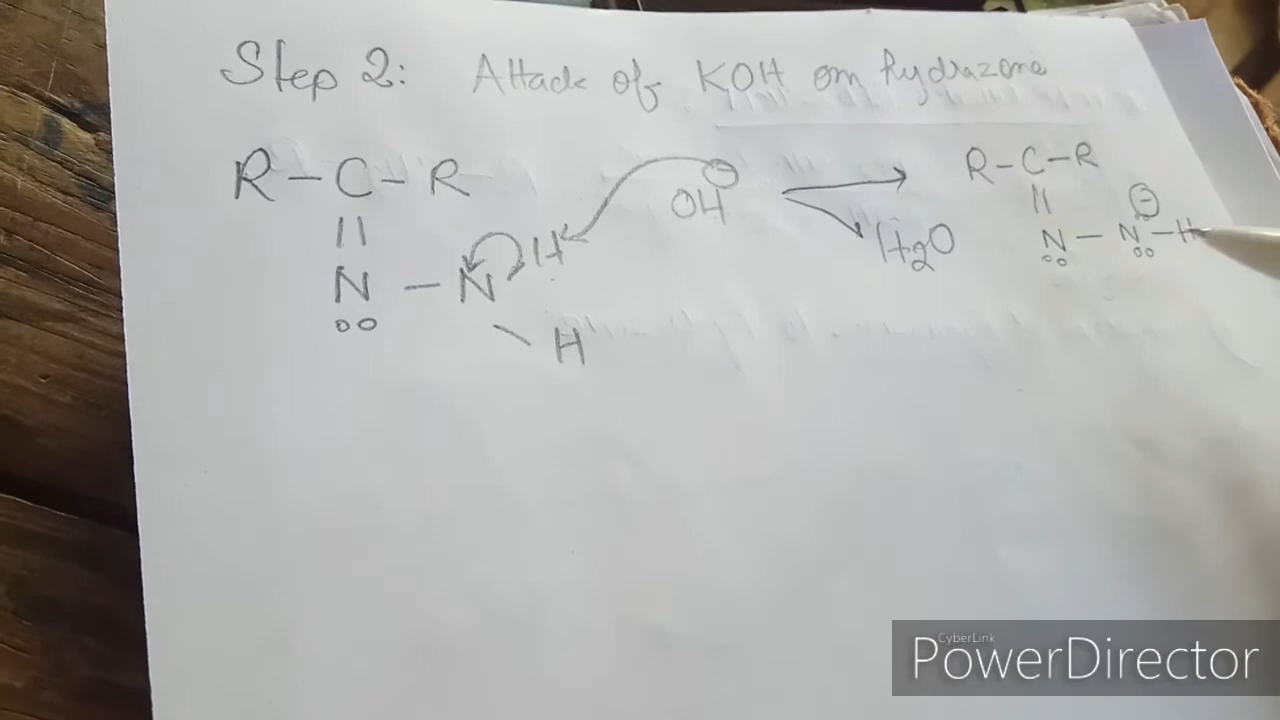 Step 2: Attack of KOH on hydrazone
R - C - R
||
N - N H
H
⊖
OH
H2O
R - C - R
||
N - N - H
⊖
CyberLink
PowerDirector